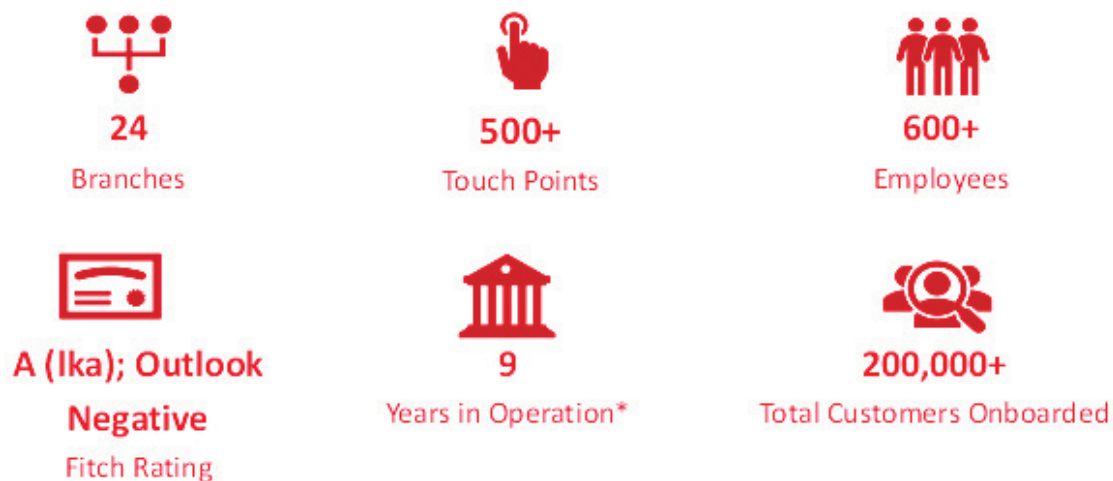 24
Branches
500+
Touch Points
600+
Employees
A (lka); Outlook
Negative
Fitch Rating
9
Years in Operation*
200,000+
Total Customers Onboarded